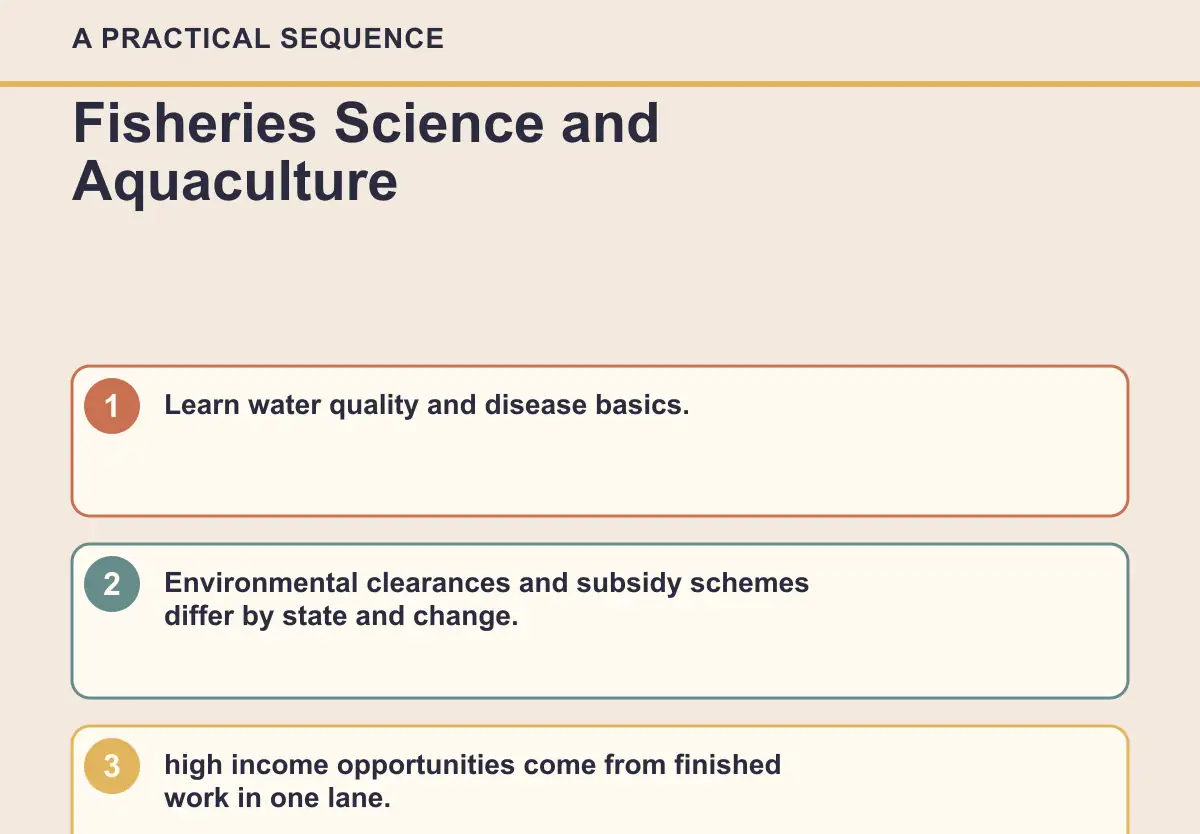 A PRACTICAL SEQUENCE
Fisheries Science and
Aquaculture
1
Learn water quality and disease basics.
2
Environmental clearances and subsidy schemes
differ by state and change.
3
high income opportunities come from finished
work in one lane.